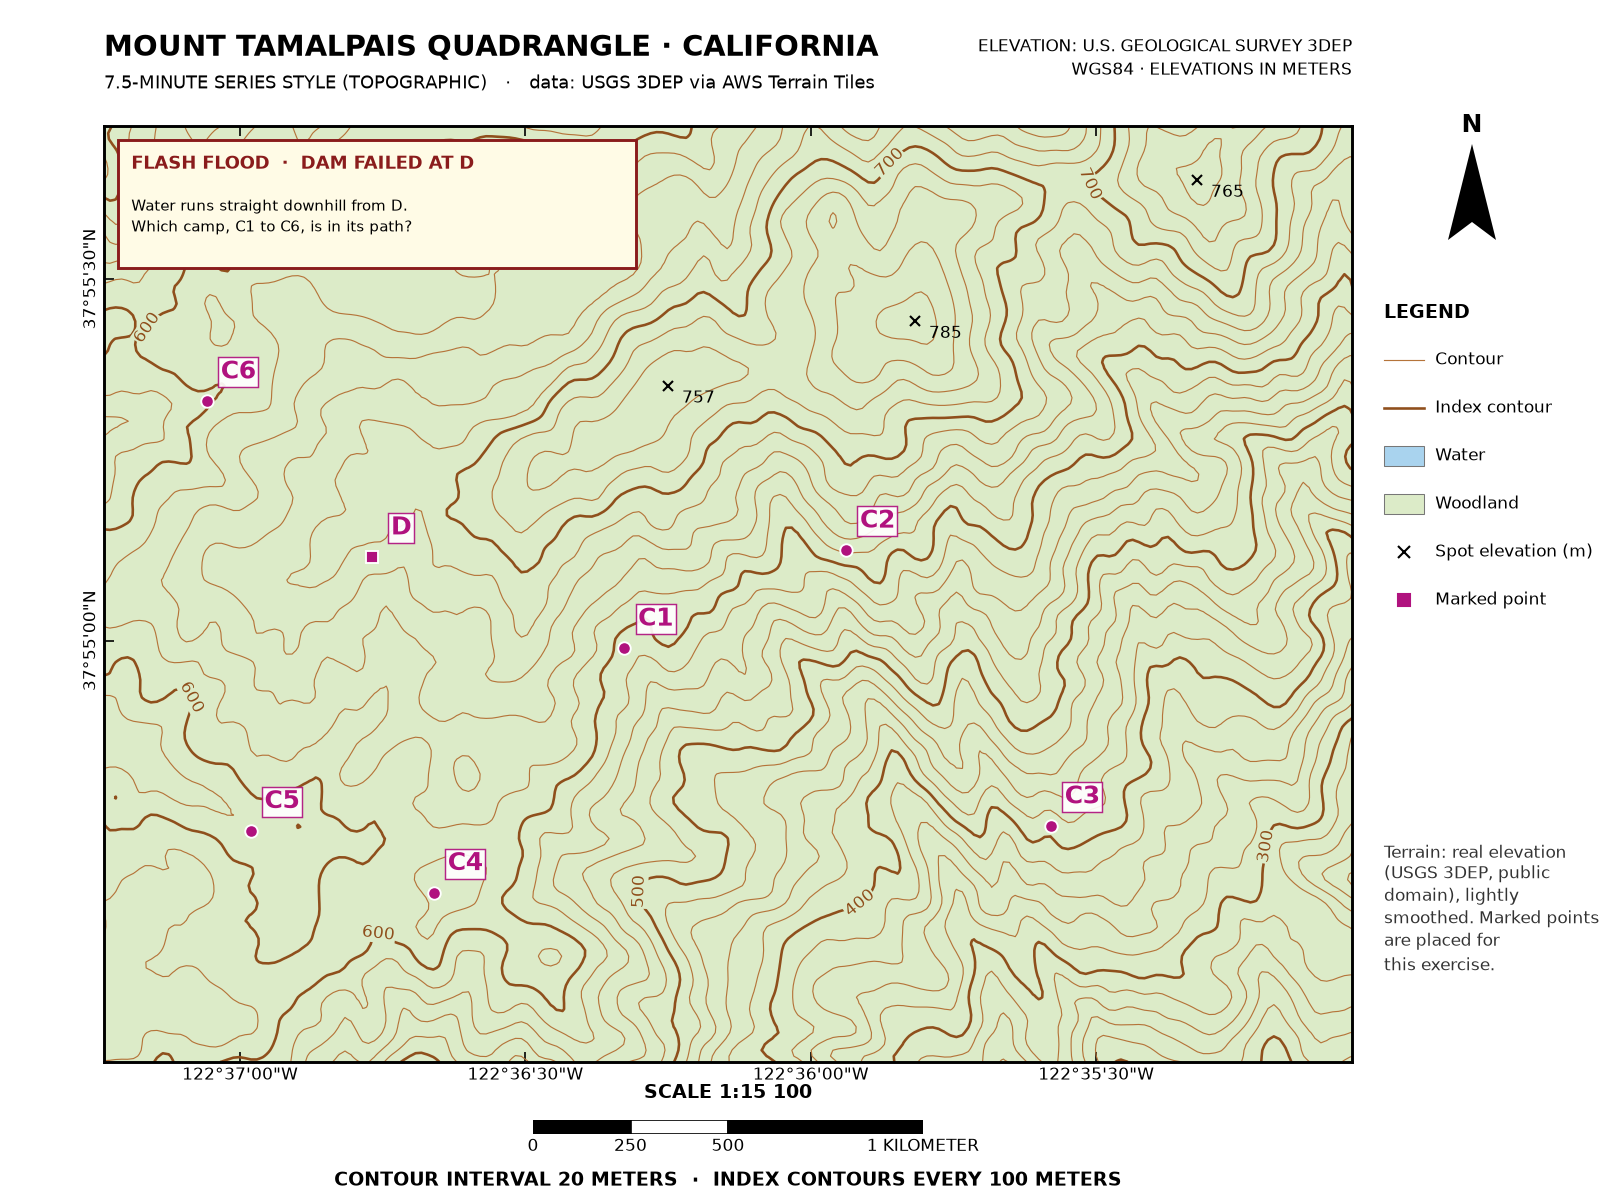 MOUNT TAMALPAIS QUADRANGLE · CALIFORNIA
7.5-MINUTE SERIES STYLE (TOPOGRAPHIC) · data: USGS 3DEP via AWS Terrain Tiles
ELEVATION: U.S. GEOLOGICAL SURVEY 3DEP
WGS84 · ELEVATIONS IN METERS
FLASH FLOOD · DAM FAILED AT D
Water runs straight downhill from D.
Which camp, C1 to C6, is in its path?
700
700
765
37°55'30"N
600
785
C6
757
C2
D
37°55'00"N
C1
600
C3
C5
300
C4
500
400
600
122°37'00"W
122°36'30"W
122°36'00"W
122°35'30"W
SCALE 1:15 100
0
250
500
1 KILOMETER
CONTOUR INTERVAL 20 METERS · INDEX CONTOURS EVERY 100 METERS
N
LEGEND
Contour
Index contour
Water
Woodland
Spot elevation (m)
Marked point
Terrain: real elevation
(USGS 3DEP, public
domain), lightly
smoothed. Marked points
are placed for
this exercise.